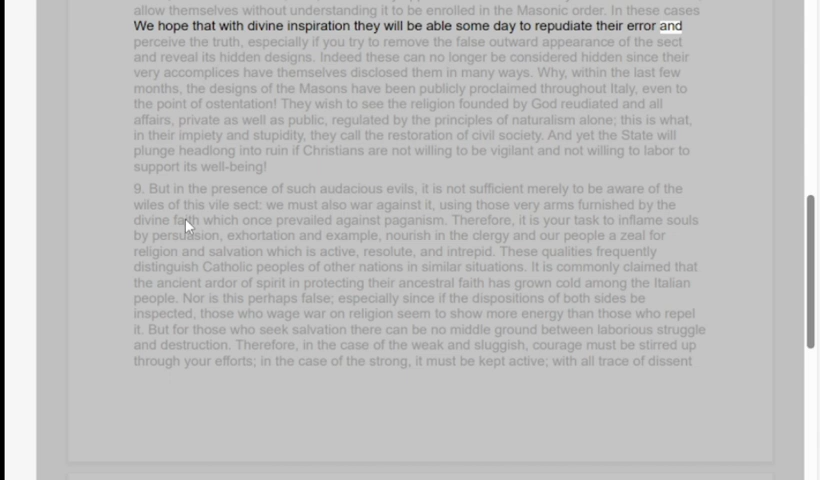 allow themselves without understanding it to be enrolled in the Masonic order. In these cases
We hope that with divine inspiration they will be able some day to repudiate their error and
perceive the truth, especially if you try to remove the false outward appearance of the sect
and reveal its hidden designs. Indeed these can no longer be considered hidden since their
very accomplices have themselves disclosed them in many ways. Why, within the last few
months, the designs of the Masons have been publicly proclaimed throughout Italy, even to
the point of ostentation! They wish to see the religion founded by God reudiated and all
affairs, private as well as public, regulated by the principles of naturalism alone; this is what,
in their impiety and stupidity, they call the restoration of civil society. And yet the State will
plunge headlong into ruin if Christians are not willing to be vigilant and not willing to labor to
support its well-being!
9. But in the presence of such audacious evils, it is not sufficient merely to be aware of the
wiles of this vile sect: we must also war against it, using those very arms furnished by the
divine faith which once prevailed against paganism. Therefore, it is your task to inflame souls
by persuasion, exhortation and example, nourish in the clergy and our people a zeal for
religion and salvation which is active, resolute, and intrepid. These qualities frequently
distinguish Catholic peoples of other nations in similar situations. It is commonly claimed that
the ancient ardor of spirit in protecting their ancestral faith has grown cold among the Italian
people. Nor is this perhaps false; especially since if the dispositions of both sides be
inspected, those who wage war on religion seem to show more energy than those who repel
it. But for those who seek salvation there can be no middle ground between laborious struggle
and destruction. Therefore, in the case of the weak and sluggish, courage must be stirred up
through your efforts; in the case of the strong, it must be kept active; with all trace of dissent